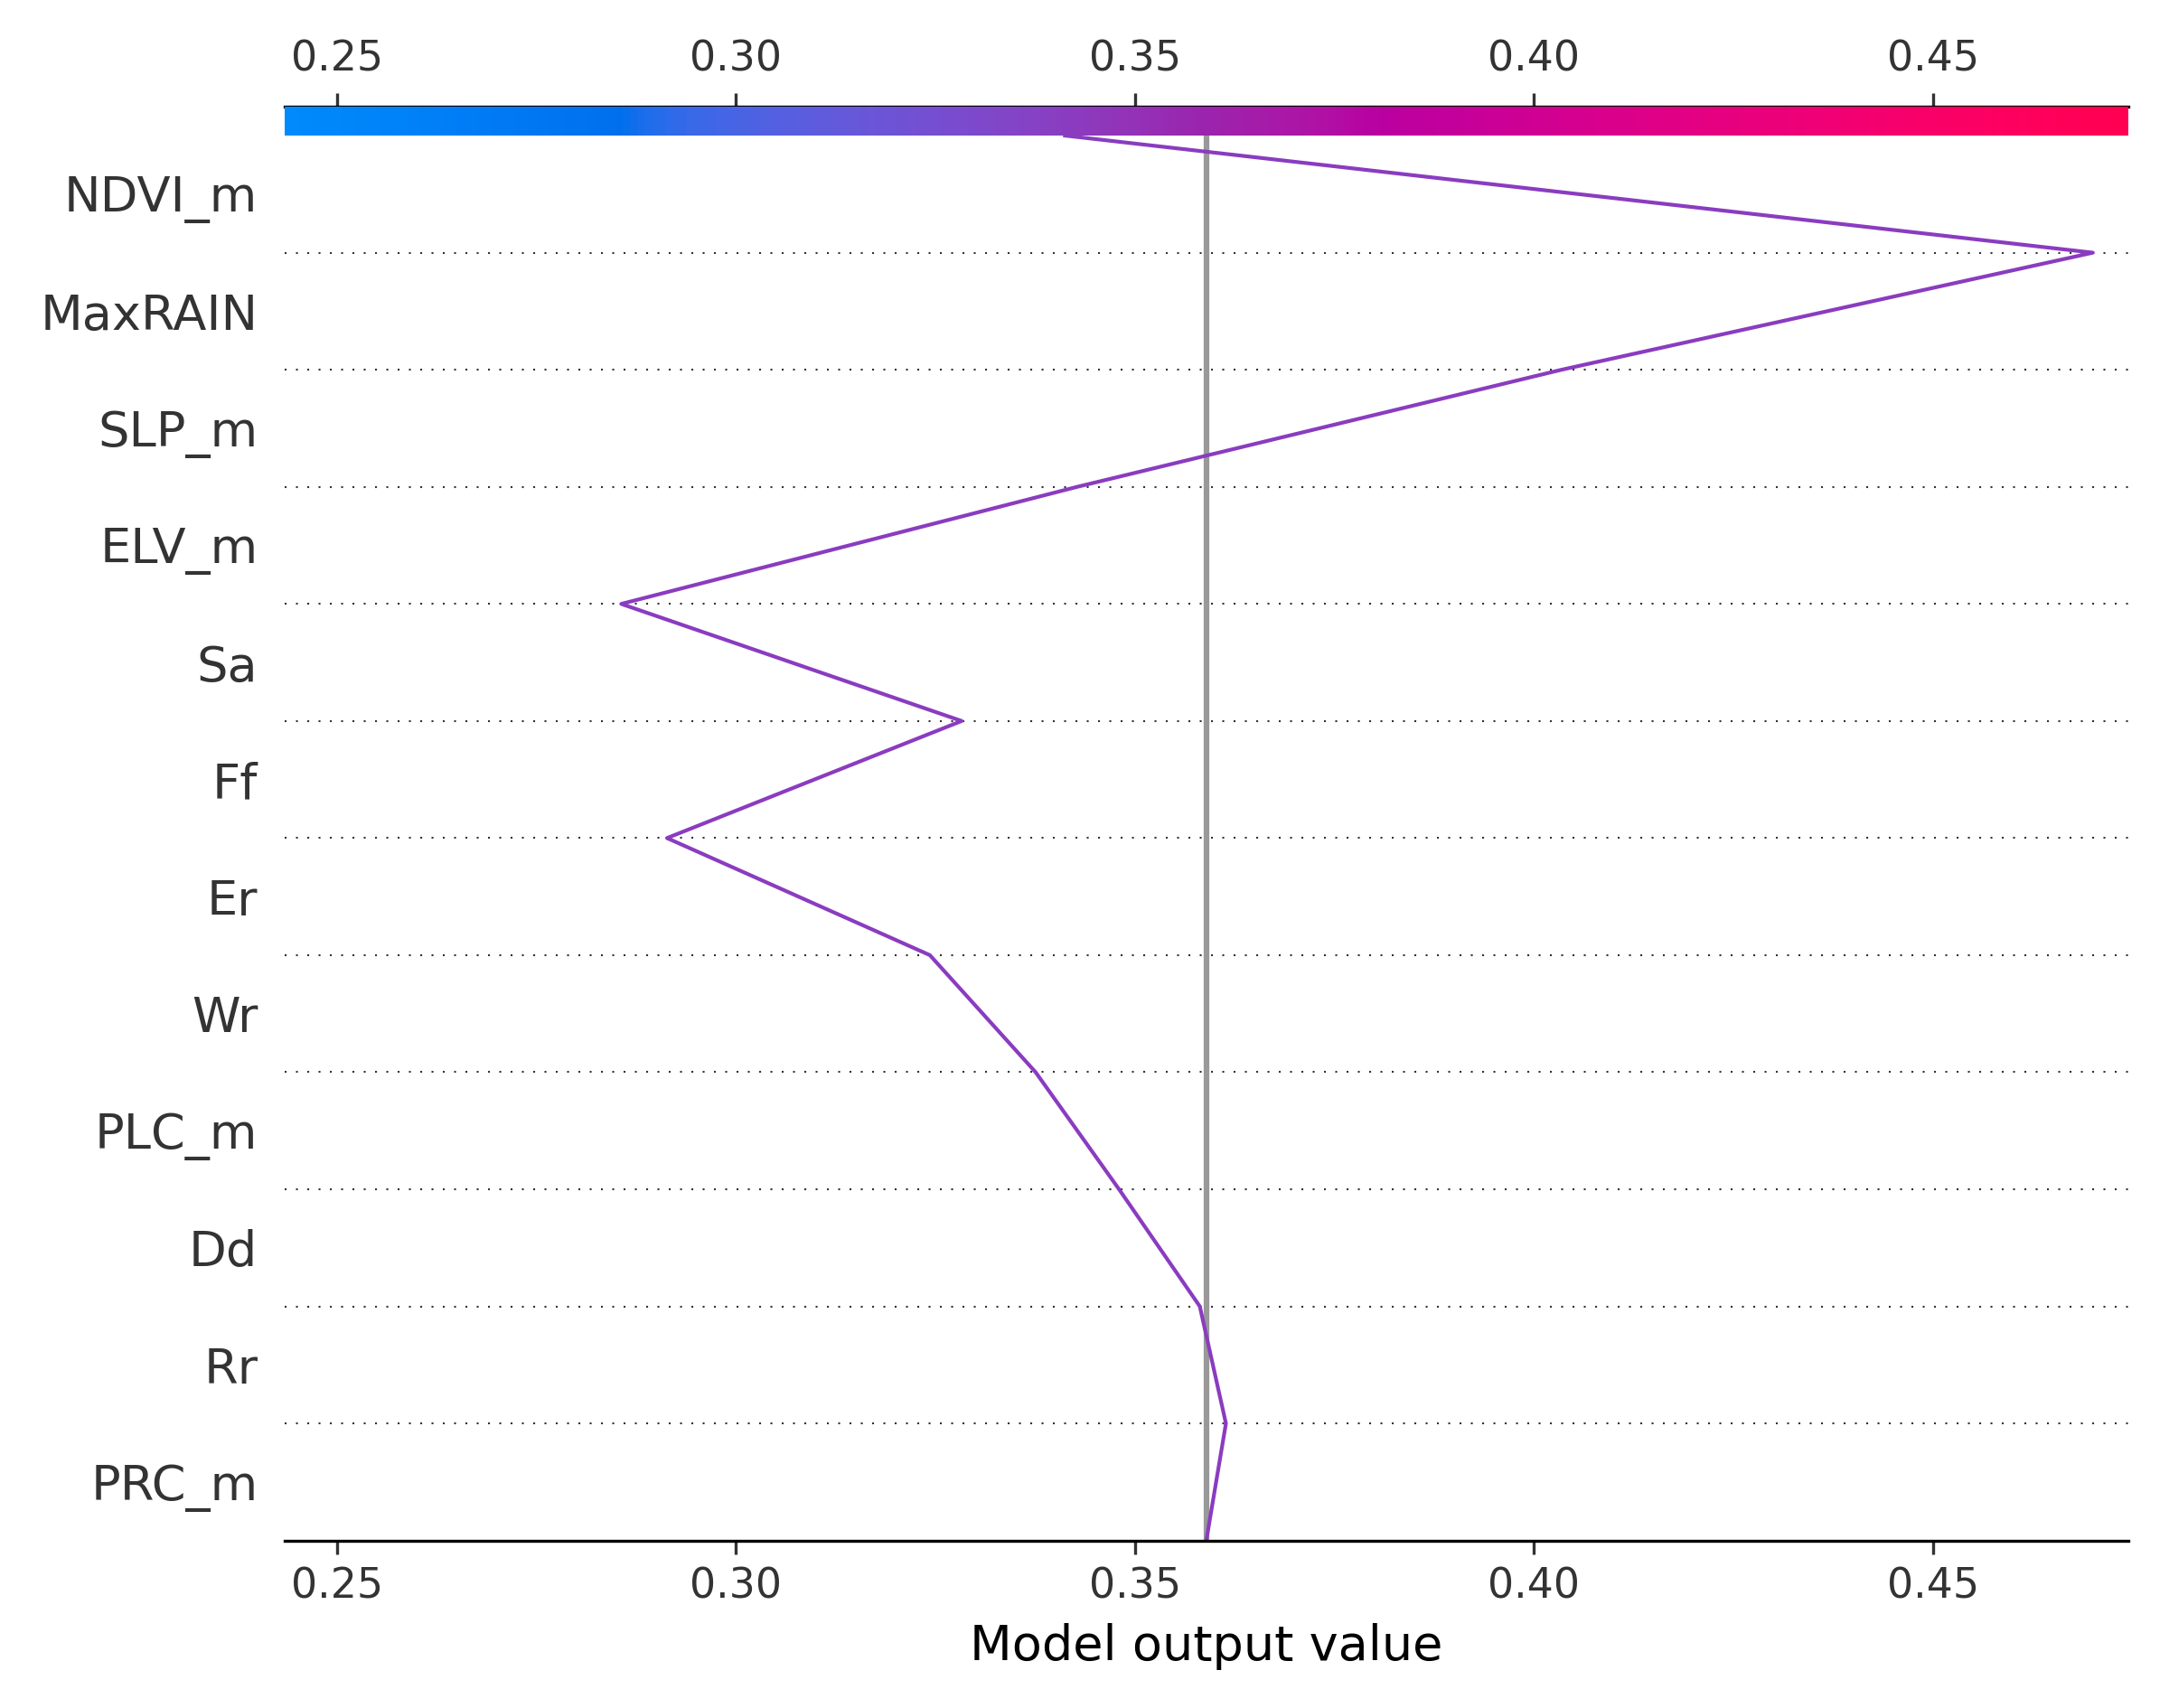 0.25 0.30 0.35 0.40 0.45
NDVI_m
MaxRAIN
SLP_m
ELV_m
Sa
Ff
Er
Wr
PLC_m
Dd
Rr
PRC_m
0.25 0.30 0.35 0.40 0.45
Model output value